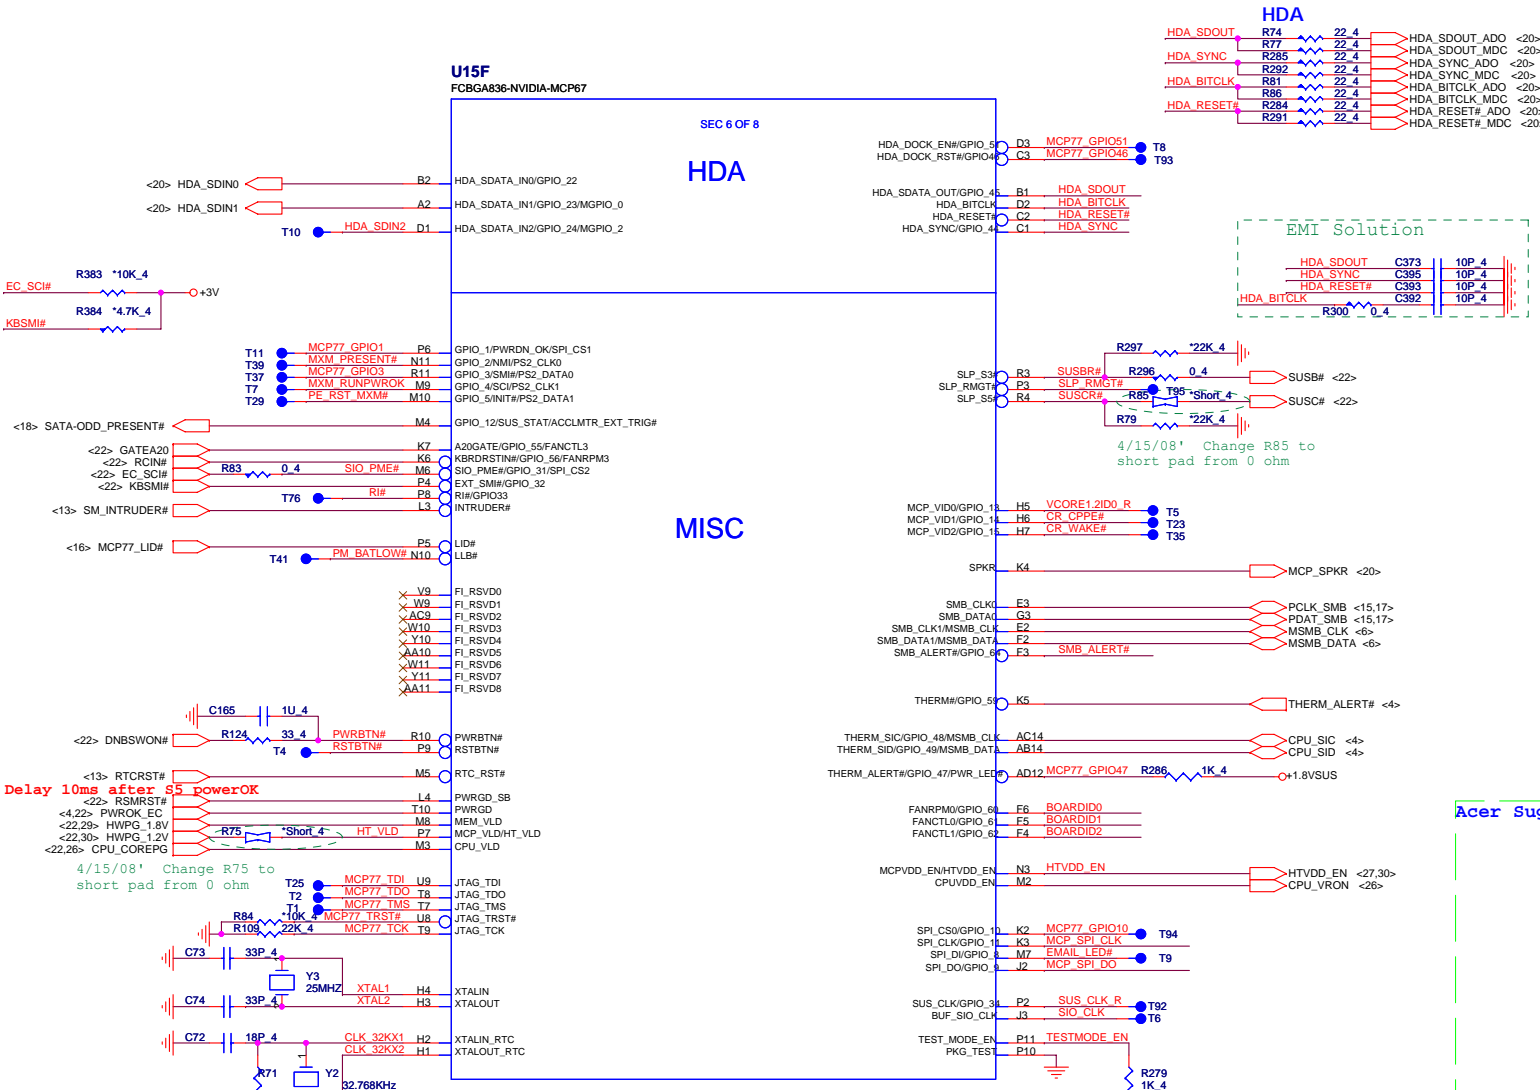 HDA
HDA_SDOUT R74 22_4 HDA_SDOUT_ADO <20>
R77 22_4 HDA_SDOUT_MDC <20>
HDA_SYNC R285 22_4 HDA_SYNC_ADO <20>
R292 22_4 HDA_SYNC_MDC <20>
HDA_BITCLK R81 22_4 HDA_BITCLK_ADO <20>
R86 22_4 HDA_BITCLK_MDC <20>
HDA_RESET# R284 22_4 HDA_RESET#_ADO <20>
R291 22_4 HDA_RESET#_MDC <20
U15F
FCBGA836-NVIDIA-MCP67
SEC 6 OF 8
HDA
HDA_DOCK_EN#/GPIO_51 D3 MCP77_GPIO51 T8
HDA_DOCK_RST#/GPIO46 C3 MCP77_GPIO46 T93
<20> HDA_SDIN0 B2 HDA_SDATA_IN0/GPIO_22
HDA_SDATA_OUT/GPIO_45 B1 HDA_SDOUT
<20> HDA_SDIN1 A2 HDA_SDATA_IN1/GPIO_23/MGPIO_0
HDA_BITCLK D2 HDA_BITCLK
HDA_RESET# C2 HDA_RESET#
T10 HDA_SDIN2 D1 HDA_SDATA_IN2/GPIO_24/MGPIO_2
HDA_SYNC/GPIO_44 C1 HDA_SYNC
EMI Solution
HDA_SDOUT C373 10P_4
HDA_SYNC C395 10P_4
HDA_RESET# C393 10P_4
HDA_BITCLK C392 10P_4
R300 0_4
R383 *10K_4
EC_SCI# +3V
R384 *4.7K_4
KBSMI#
T11 MCP77_GPIO1 P6 GPIO_1/PWRDN_OK/SPI_CS1
T39 MXM_PRESENT# N11 GPIO_2/NMI/PS2_CLK0
T37 MCP77_GPIO3 R11 GPIO_3/SMI#/PS2_DATA0
T7 MXM_RUNPWROK M9 GPIO_4/SCI/PS2_CLK1
T29 PE_RST_MXM# M10 GPIO_5/INIT#/PS2_DATA1
R297 *22K_4
SLP_S3# R3 SUSBR# R296 0_4 SUSB# <22>
SLP_RMGT# P3 SLP_RMGT# T95
SLP_S5# R4 SUSCR# R85 *Short_4 SUSC# <22>
R79 *22K_4
4/15/08' Change R85 to
short pad from 0 ohm
<18> SATA-ODD_PRESENT# M4 GPIO_12/SUS_STAT/ACCLMTR_EXT_TRIG#
<22> GATEA20 K7 A20GATE/GPIO_55/FANCTL3
<22> RCIN# K6 KBRDRSTIN#/GPIO_56/FANRPM3
<22> EC_SCI# R83 0_4 SIO_PME# M6 SIO_PME#/GPIO_31/SPI_CS2
<22> KBSMI# P4 EXT_SMI#/GPIO_32
T76 RI# P8 RI#/GPIO33
<13> SM_INTRUDER# L3 INTRUDER#
MISC
MCP_VID0/GPIO_13 H5 VCORE1.2ID0_R T5
MCP_VID1/GPIO_14 H6 CR_CPPE# T23
MCP_VID2/GPIO_15 H7 CR_WAKE# T35
<16> MCP77_LID# P5 LID#
T41 PM_BATLOW# N10 LLB#
SPKR K4 MCP_SPKR <20>
V9 FI_RSVD0
W9 FI_RSVD1
AC9 FI_RSVD2
W10 FI_RSVD3
Y10 FI_RSVD4
AA10 FI_RSVD5
W11 FI_RSVD6
Y11 FI_RSVD7
AA11 FI_RSVD8
SMB_CLK0 E3 PCLK_SMB <15,17>
SMB_DATA0 G3 PDAT_SMB <15,17>
SMB_CLK1/MSMB_CLK E2 MSMB_CLK <6>
SMB_DATA1/MSMB_DATA F2 MSMB_DATA <6>
SMB_ALERT#/GPIO_64 F3 SMB_ALERT#
THERM#/GPIO_59 K5 THERM_ALERT# <4>
C165 1U_4
<22> DNBSWON# R124 33_4 PWRBTN# R10 PWRBTN#
T4 RSTBTN# P9 RSTBTN#
THERM_SIC/GPIO_48/MSMB_CLK AC14 CPU_SIC <4>
THERM_SID/GPIO_49/MSMB_DATA AB14 CPU_SID <4>
<13> RTCRST# M5 RTC_RST#
THERM_ALERT#/GPIO_47/PWR_LED# AD12 MCP77_GPIO47 R286 1K_4 +1.8VSUS
Delay 10ms after S5 powerOK
<22> RSMRST# L4 PWRGD_SB
<4,22> PWROK_EC T10 PWRGD
<22,29> HWPG_1.8V M8 MEM_VLD
<22,30> HWPG_1.2V R75 *Short_4 HT_VLD P7 MCP_VLD/HT_VLD
<22,26> CPU_COREPG M3 CPU_VLD
4/15/08' Change R75 to
short pad from 0 ohm
FANRPM0/GPIO_60 F6 BOARDID0
FANCTL0/GPIO_61 F5 BOARDID1
FANCTL1/GPIO_62 F4 BOARDID2
Acer Sug
MCPVDD_EN/HTVDD_EN N3 HTVDD_EN HTVDD_EN <27,30>
CPUVDD_EN M2 CPU_VRON <26>
T25 MCP77_TDI U9 JTAG_TDI
T2 MCP77_TDO T8 JTAG_TDO
T1 MCP77_TMS T7 JTAG_TMS
R84 *10K_4 MCP77_TRST# U8 JTAG_TRST#
R109 22K_4 MCP77_TCK T9 JTAG_TCK
SPI_CS0/GPIO_10 K2 MCP77_GPIO10 T94
SPI_CLK/GPIO_11 K3 MCP_SPI_CLK
SPI_DI/GPIO_8 M7 EMAIL_LED# T9
SPI_DO/GPIO_9 J2 MCP_SPI_DO
C73 33P_4
Y3
25MHZ
XTAL1 H4 XTALIN
C74 33P_4 XTAL2 H3 XTALOUT
SUS_CLK/GPIO_34 P2 SUS_CLK_R T92
BUF_SIO_CLK J3 SIO_CLK T6
C72 18P_4 CLK_32KX1 H2 XTALIN_RTC
CLK_32KX2 H1 XTALOUT_RTC
TEST_MODE_EN P11 TESTMODE_EN
PKG_TEST P10
R71 1 Y2
32.768KHz
R279
1K_4